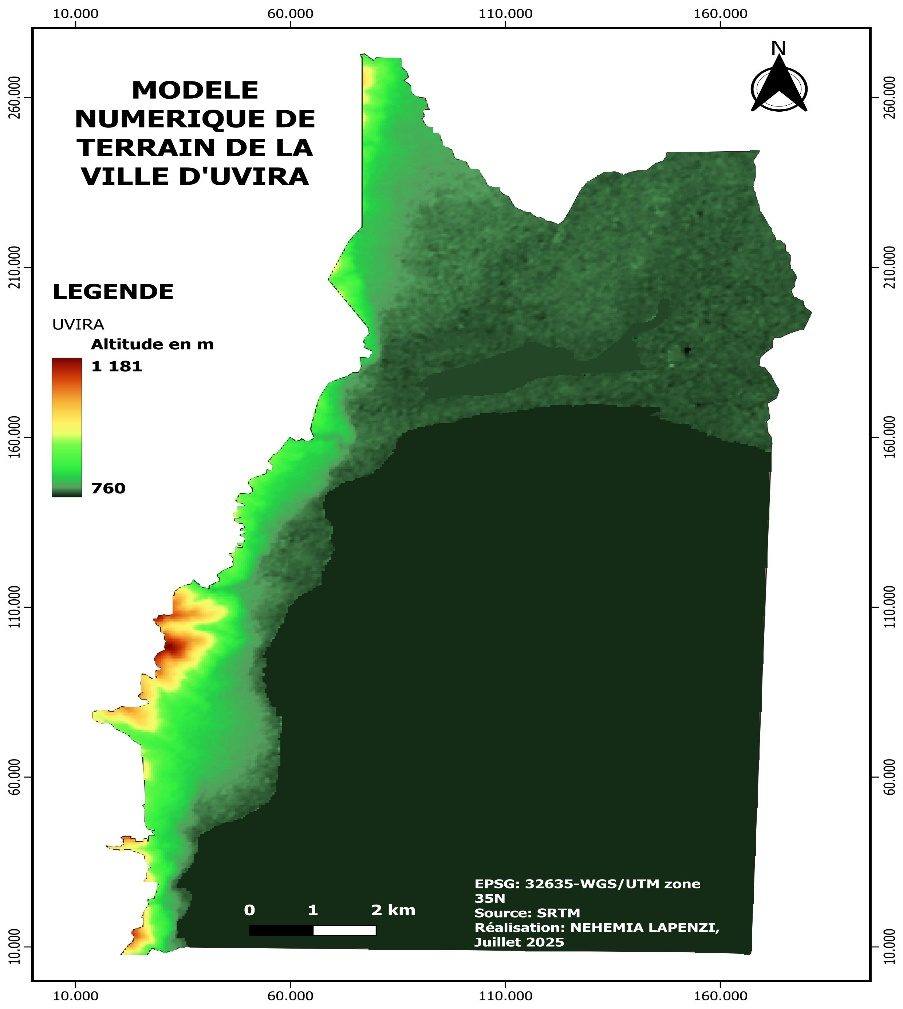 10.000 60.000 110.000 160.000
N
MODELE
NUMERIQUE DE
TERRAIN DE LA
VILLE D'UVIRA
260.000 260.000
210.000 210.000
LEGENDE
UVIRA
Altitude en m
1 181
760
160.000 160.000
110.000 110.000
60.000 60.000
EPSG: 32635-WGS/UTM zone
35N
Source: SRTM
Réalisation: NEHEMIA LAPENZI,
Juillet 2025
0 1 2 km
10.000 10.000
10.000 60.000 110.000 160.000